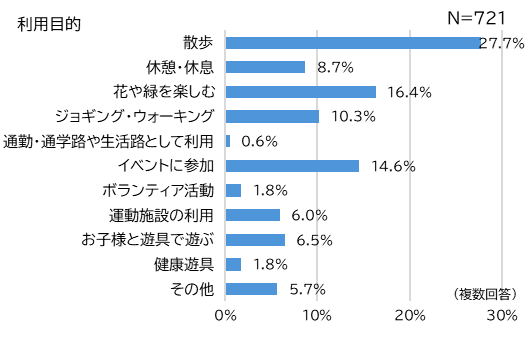 利用目的
N=721
散歩 27.7%
休憩・休息 8.7%
花や緑を楽しむ 16.4%
ジョギング・ウォーキング 10.3%
通勤・通学路や生活路として利用 0.6%
イベントに参加 14.6%
ボランティア活動 1.8%
運動施設の利用 6.0%
お子様と遊具で遊ぶ 6.5%
健康遊具 1.8%
その他 5.7%
（複数回答）
0% 10% 20% 30%